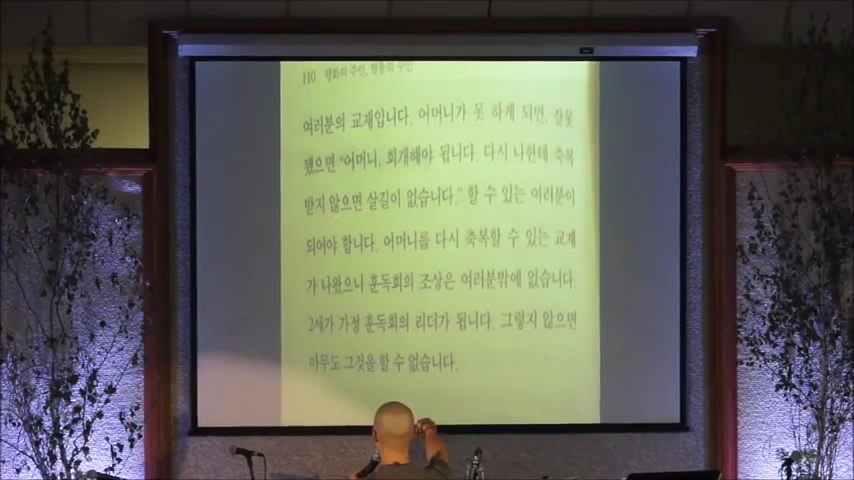 110 평화의 주인, 혈통의 주인
여러분의 교재입니다. 어머니가 못 하게 되면, 잘못
됐으면 "어머니, 회개해야 됩니다. 다시 나한테 축복
받지 않으면 살길이 없습니다." 할 수 있는 여러분이
되어야 합니다. 어머니를 다시 축복할 수 있는 교재
가 나왔으니 훈독회의 조상은 여러분밖에 없습니다.
2세가 가정 훈독회의 리더가 됩니다. 그렇지 않으면
아무도 그것을 할 수 없습니다.